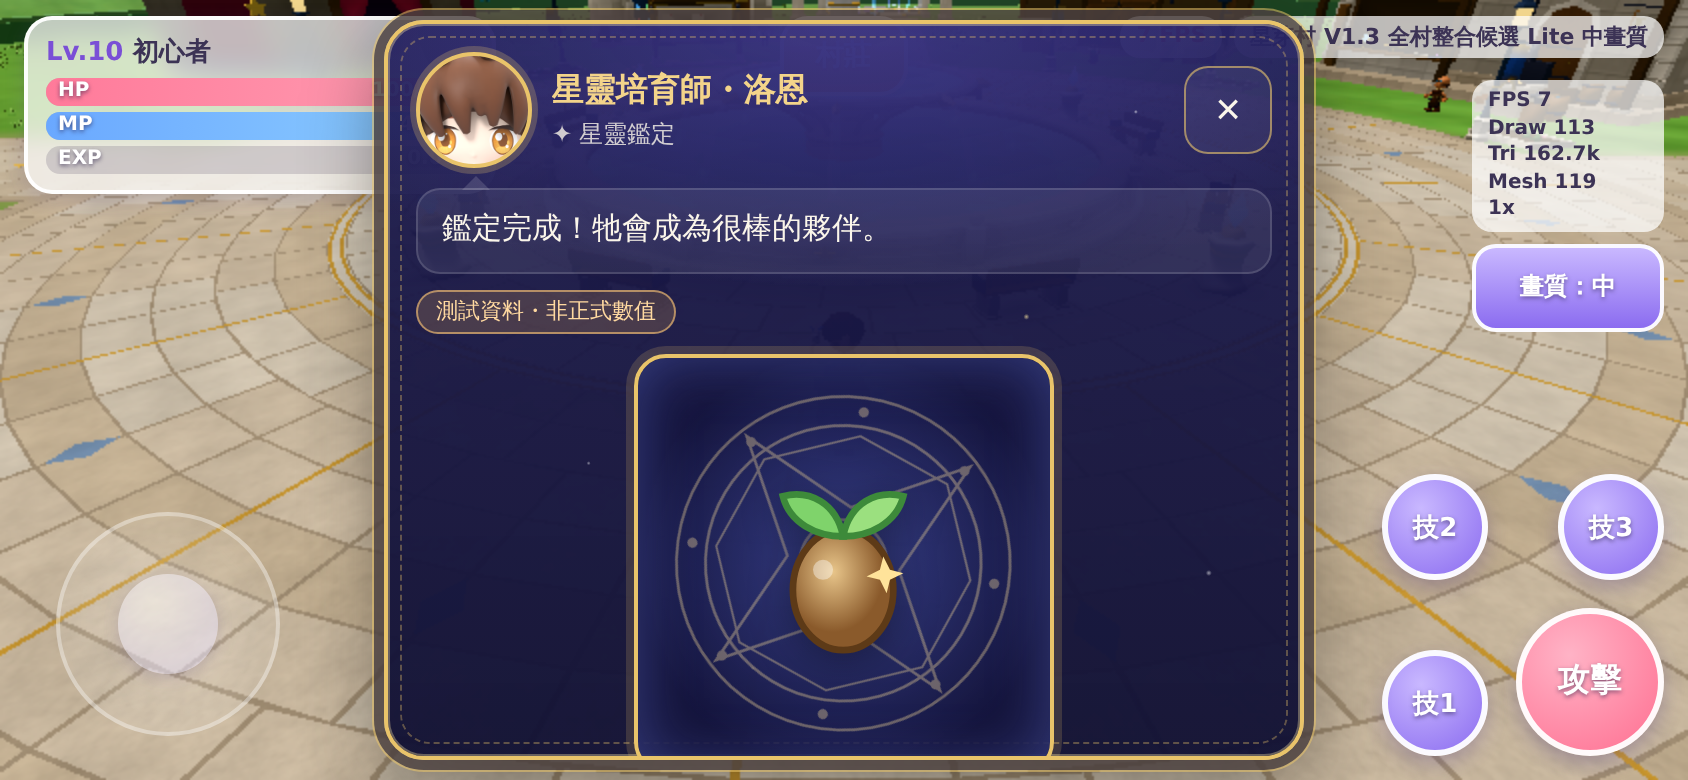 Lv.10 初心者
HP
MP
EXP
星靈培育師・洛恩
✦ 星靈鑑定
×
鑑定完成！牠會成為很棒的夥伴。
測試資料・非正式數值
村 V1.3 全村整合候選 Lite 中畫質
FPS 7
Draw 113
Tri 162.7k
Mesh 119
1x
畫質：中
技2
技3
技1
攻擊